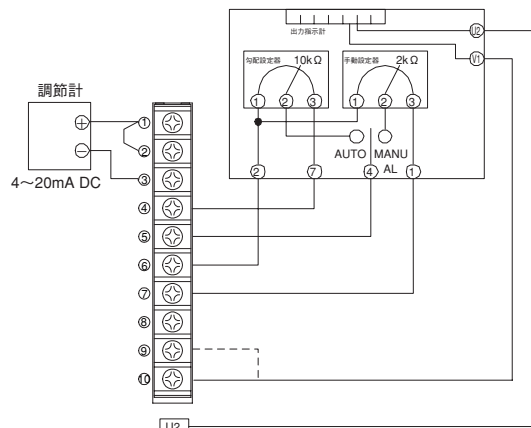 出力指示計
U2
V1
勾配設定器 10kΩ
手動設定器 2kΩ
① ② ③
① ② ③
AUTO MANU
AL
② ⑦ ④ ①
調節計
⊕
⊖
4～20mA DC
①
②
③
④
⑤
⑥
⑦
⑧
⑨
⑩
U2